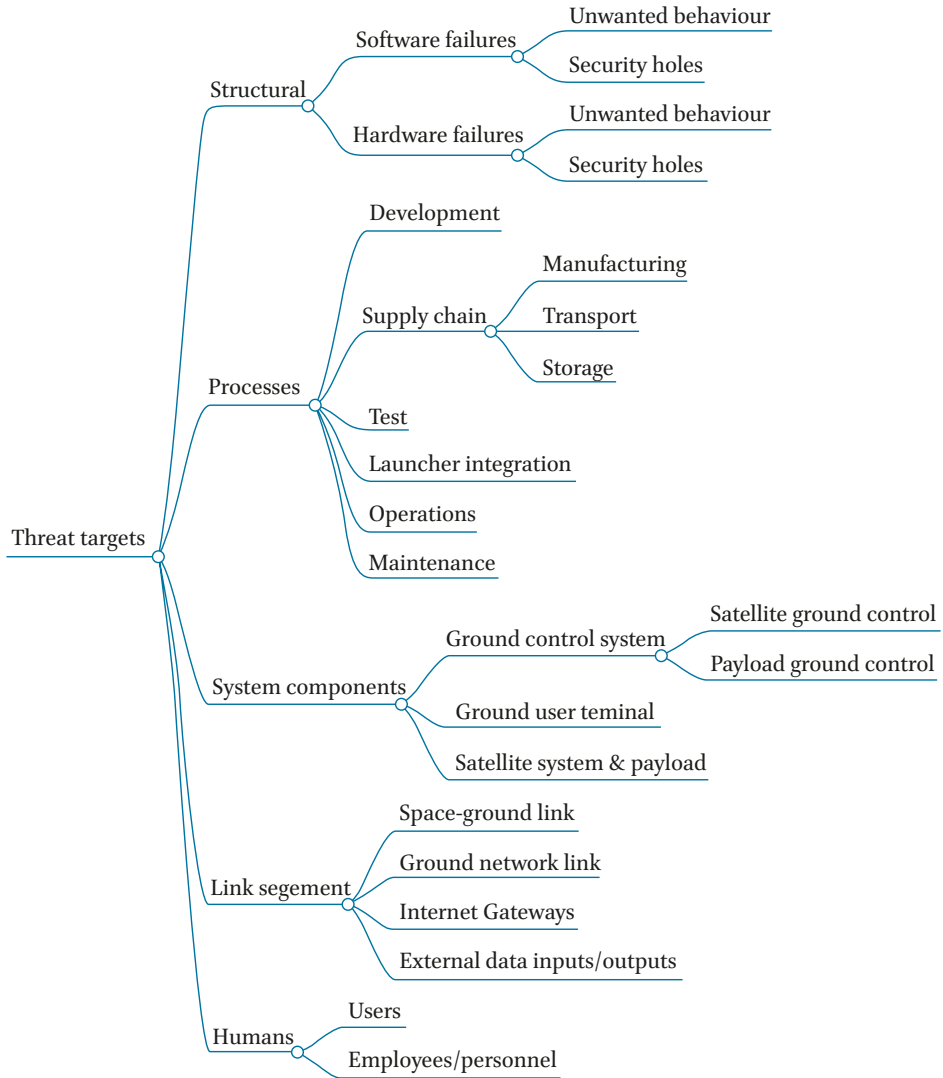 Unwanted behaviour
Software failures
Security holes
Structural
Unwanted behaviour
Hardware failures
Security holes
Development
Manufacturing
Supply chain
Transport
Storage
Processes
Test
Launcher integration
Operations
Threat targets
Maintenance
Satellite ground control
Ground control system
Payload ground control
System components
Ground user teminal
Satellite system & payload
Space-ground link
Ground network link
Link segement
Internet Gateways
External data inputs/outputs
Users
Humans
Employees/personnel